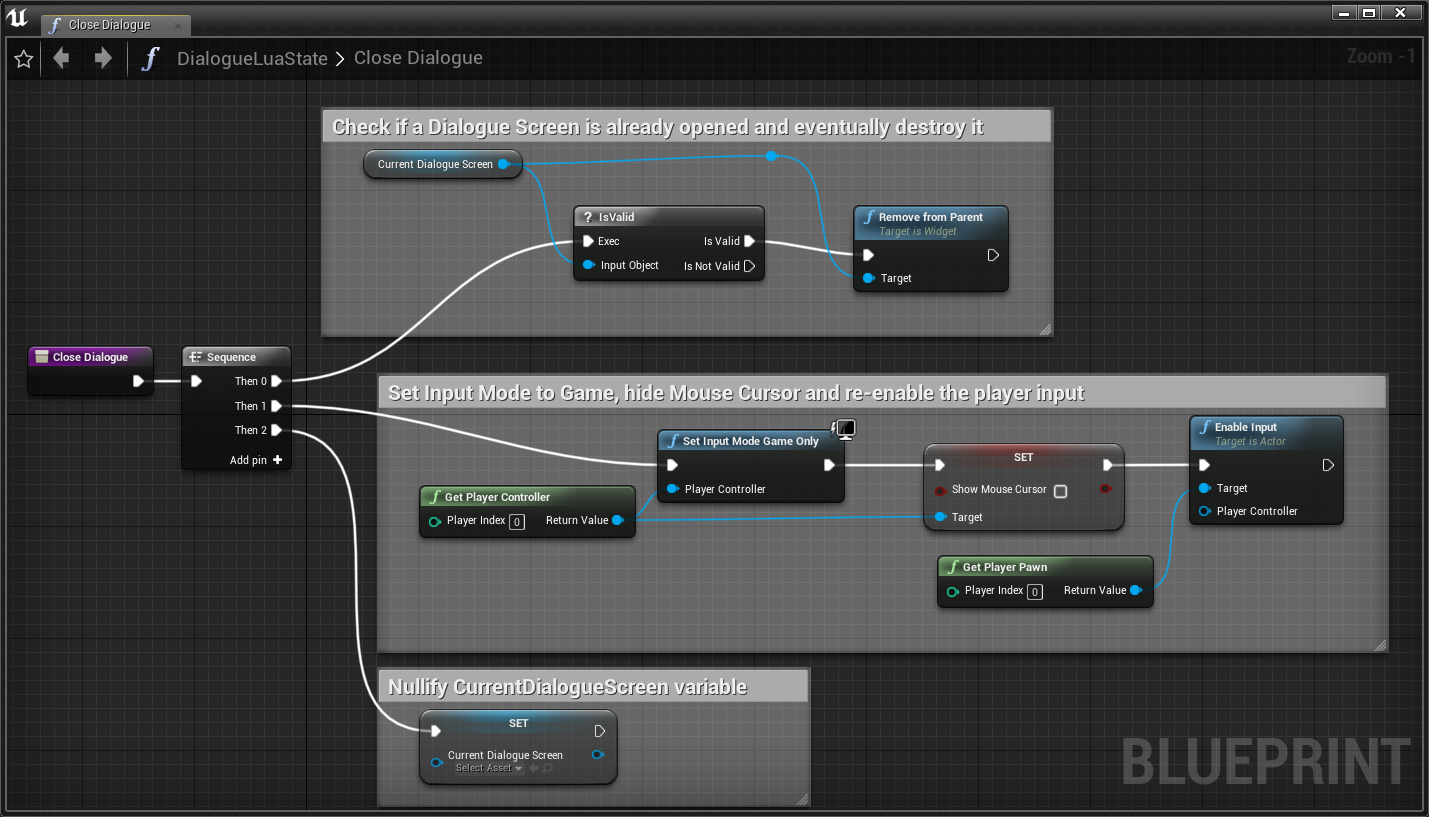 Close Dialogue
DialogueLuaState > Close Dialogue
Zoom -1
Check if a Dialogue Screen is already opened and eventually destroy it
Current Dialogue Screen
? IsValid
Exec Is Valid
Input Object Is Not Valid
f Remove from Parent
Target is Widget
Target
Close Dialogue
Sequence
Then 0
Then 1
Then 2
Add pin +
Set Input Mode to Game, hide Mouse Cursor and re-enable the player input
f Set Input Mode Game Only
Player Controller
f Get Player Controller
Player Index 0 Return Value
SET
Show Mouse Cursor
Target
f Enable Input
Target is Actor
Target
Player Controller
f Get Player Pawn
Player Index 0 Return Value
Nullify CurrentDialogueScreen variable
SET
Current Dialogue Screen
Select Asset
BLUEPRINT